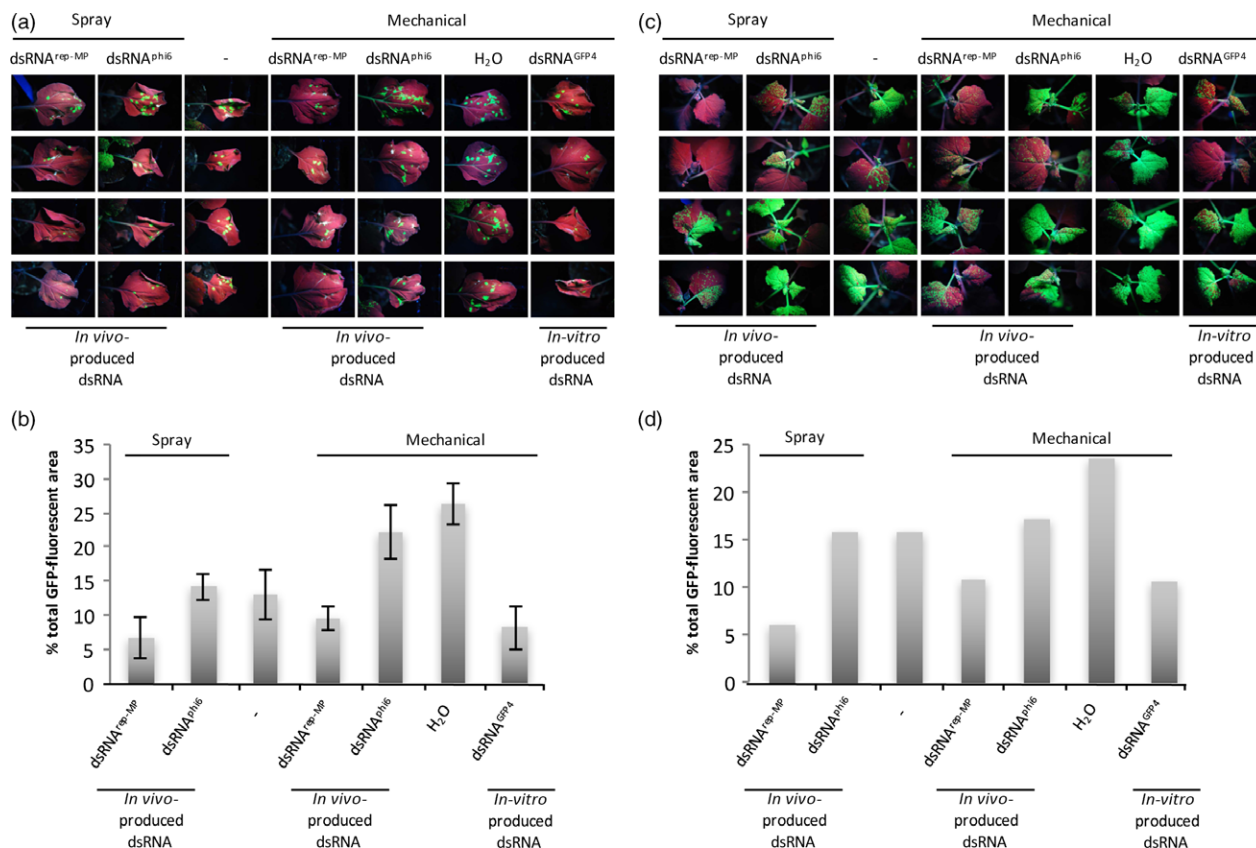 (a)
Spray Mechanical
dsRNA^rep-MP dsRNA^phi6 - dsRNA^rep-MP dsRNA^phi6 H₂O dsRNA^GFP4
In vivo- In vivo- In-vitro
produced produced produced
dsRNA dsRNA dsRNA
(c)
Spray Mechanical
dsRNA^rep-MP dsRNA^phi6 - dsRNA^rep-MP dsRNA^phi6 H₂O dsRNA^GFP4
In vivo- In vivo- In-vitro
produced produced produced
dsRNA dsRNA dsRNA
(b)
Spray Mechanical
% total GFP-fluorescent area
35
30
25
20
15
10
5
0
dsRNA^rep-MP dsRNA^phi6 - dsRNA^rep-MP dsRNA^phi6 H₂O dsRNA^GFP4
In vivo- In vivo- In-vitro
produced produced produced
dsRNA dsRNA dsRNA
(d)
Spray Mechanical
% total GFP-fluorescent area
25
20
15
10
5
0
dsRNA^rep-MP dsRNA^phi6 - dsRNA^rep-MP dsRNA^phi6 H₂O dsRNA^GFP4
In vivo- In vivo- In-vitro
produced produced produced
dsRNA dsRNA dsRNA